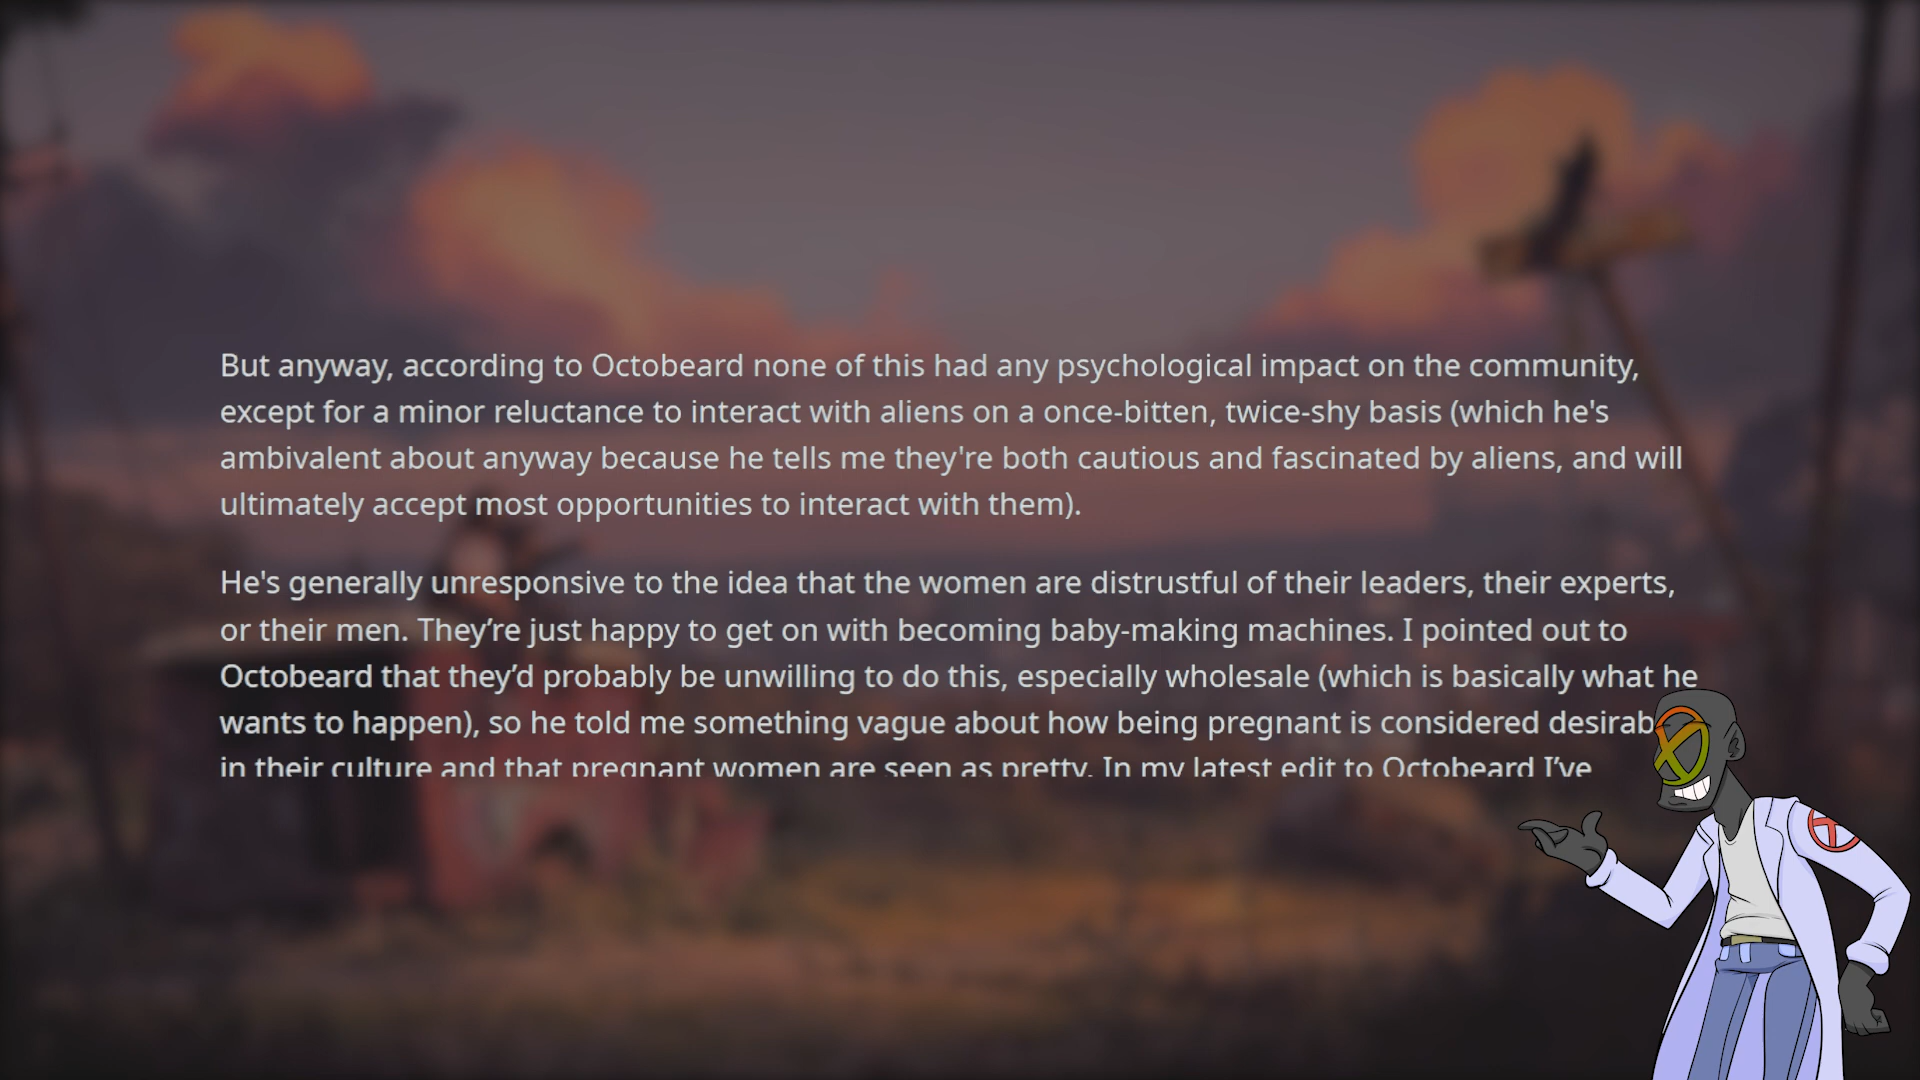 But anyway, according to Octobeard none of this had any psychological impact on the community,
except for a minor reluctance to interact with aliens on a once-bitten, twice-shy basis (which he's
ambivalent about anyway because he tells me they're both cautious and fascinated by aliens, and will
ultimately accept most opportunities to interact with them).
He's generally unresponsive to the idea that the women are distrustful of their leaders, their experts,
or their men. They’re just happy to get on with becoming baby-making machines. I pointed out to
Octobeard that they’d probably be unwilling to do this, especially wholesale (which is basically what he
wants to happen), so he told me something vague about how being pregnant is considered desirab
in their culture and that pregnant women are seen as pretty. In my latest edit to Octobeard I’ve